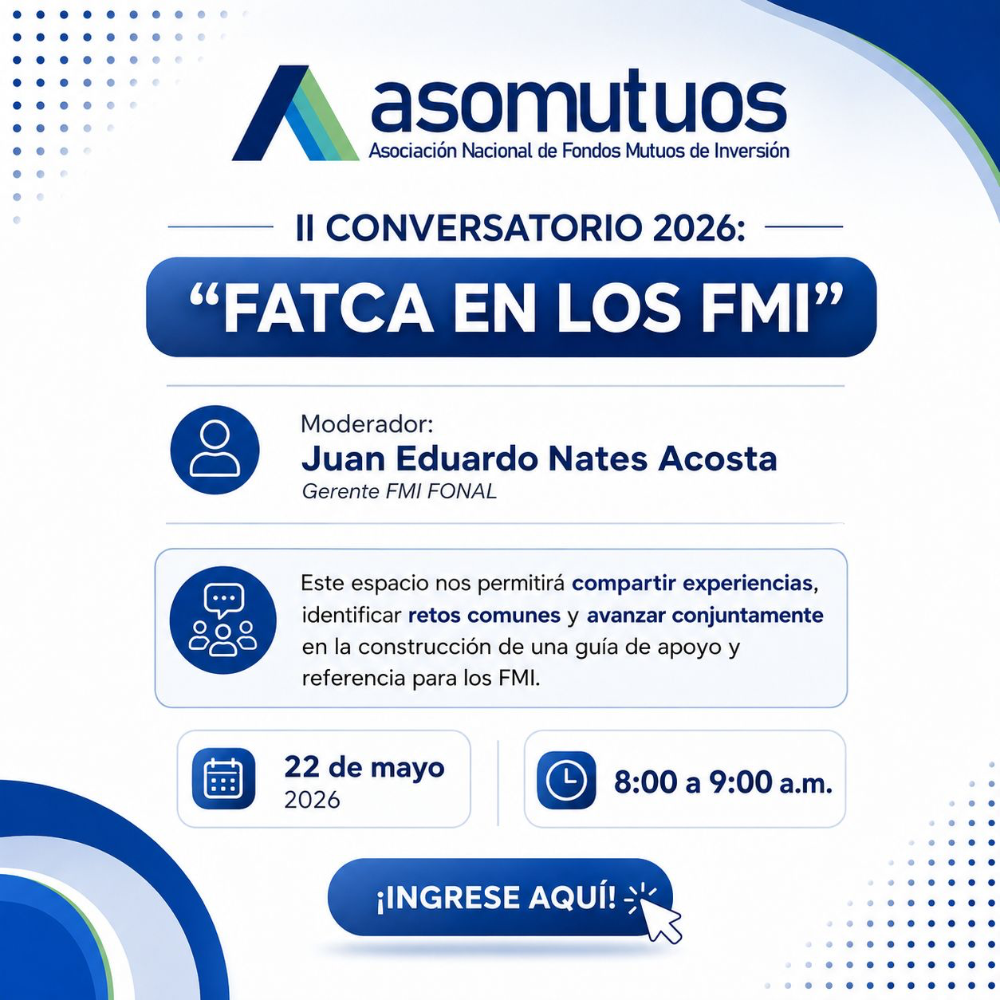 asomutuos
Asociación Nacional de Fondos Mutuos de Inversión
II CONVERSATORIO 2026:
“FATCA EN LOS FMI”
Moderador:
Juan Eduardo Nates Acosta
Gerente FMI FONAL
Este espacio nos permitirá compartir experiencias,
identificar retos comunes y avanzar conjuntamente
en la construcción de una guía de apoyo y
referencia para los FMI.
22 de mayo
2026
8:00 a 9:00 a.m.
¡INGRESE AQUÍ!